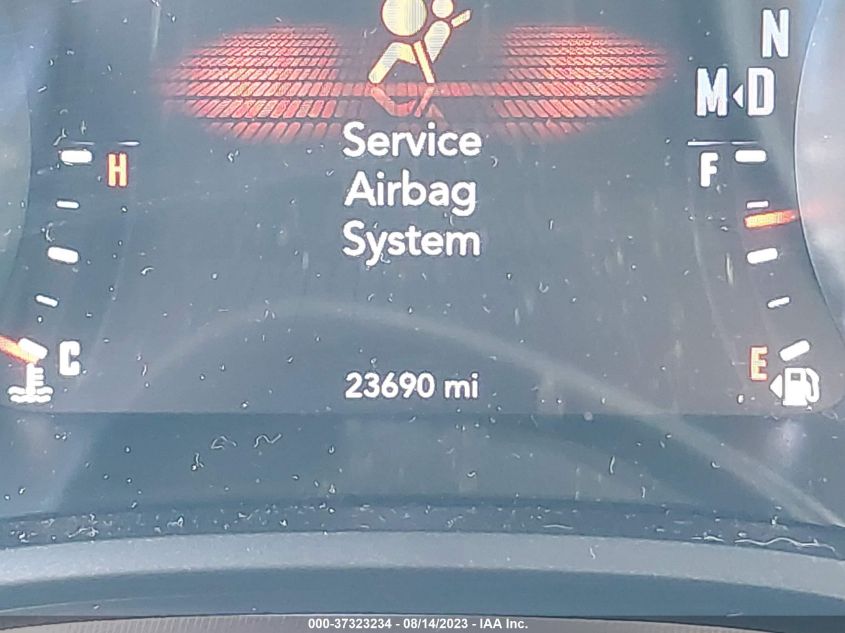 N
M◂D
Service
H
F
Airbag
System
C
E
23690 mi
000-37323234 - 08/14/2023 - IAA Inc.